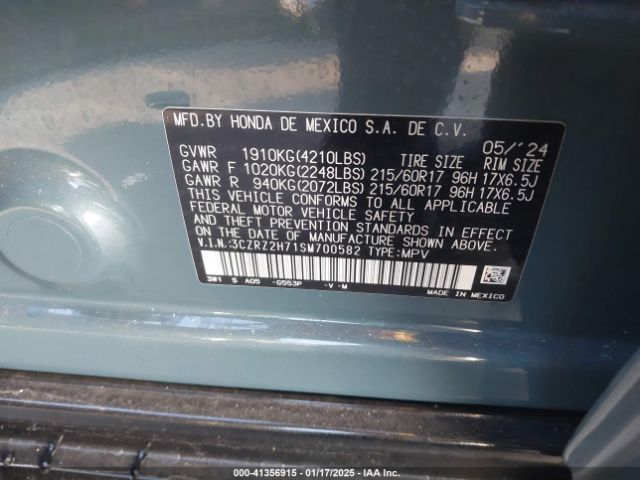 MFD.BY HONDA DE MEXICO S.A. DE C.V.
05/'24
GVWR 1910KG(4210LBS) TIRE SIZE RIM SIZE
GAWR F 1020KG(2248LBS) 215/60R17 96H 17X6.5J
GAWR R 940KG(2072LBS) 215/60R17 96H 17X6.5J
THIS VEHICLE CONFORMS TO ALL APPLICABLE
FEDERAL MOTOR VEHICLE SAFETY
AND THEFT PREVENTION STANDARDS IN EFFECT
ON THE DATE OF MANUFACTURE SHOWN ABOVE.
V.I.N.:3CZRZ2H71SM700582 TYPE:MPV
3W1 S A05 -G553P -V -M
MADE IN MEXICO
000-41356915 - 01/17/2025 - IAA Inc.